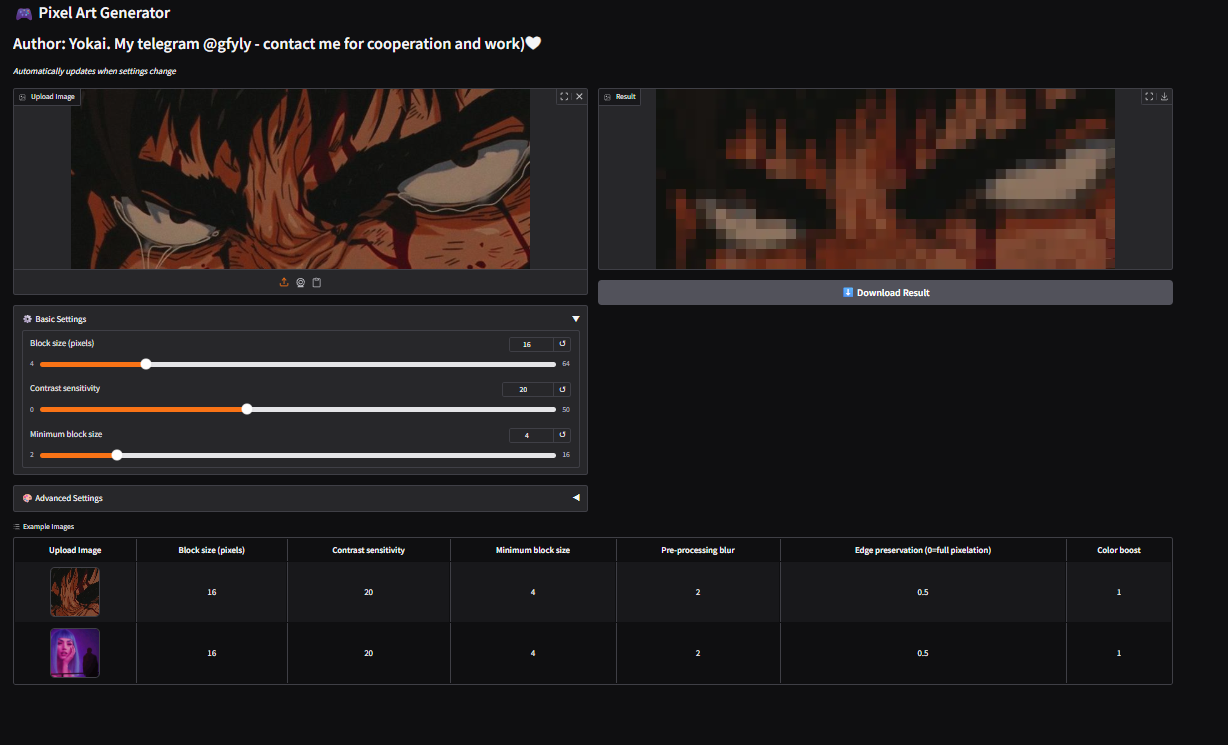 🎮 Pixel Art Generator
Author: Yokai. My telegram @gfyly - contact me for cooperation and work)🤍
Automatically updates when settings change
Upload Image
Result
⬇️ Download Result
⚙️ Basic Settings ▼
Block size (pixels) 16 ↺
4 64
Contrast sensitivity 20 ↺
0 50
Minimum block size 4 ↺
2 16
🎨 Advanced Settings ◀
Example Images
Upload Image Block size (pixels) Contrast sensitivity Minimum block size Pre-processing blur Edge preservation (0=full pixelation) Color boost
16 20 4 2 0.5 1
16 20 4 2 0.5 1